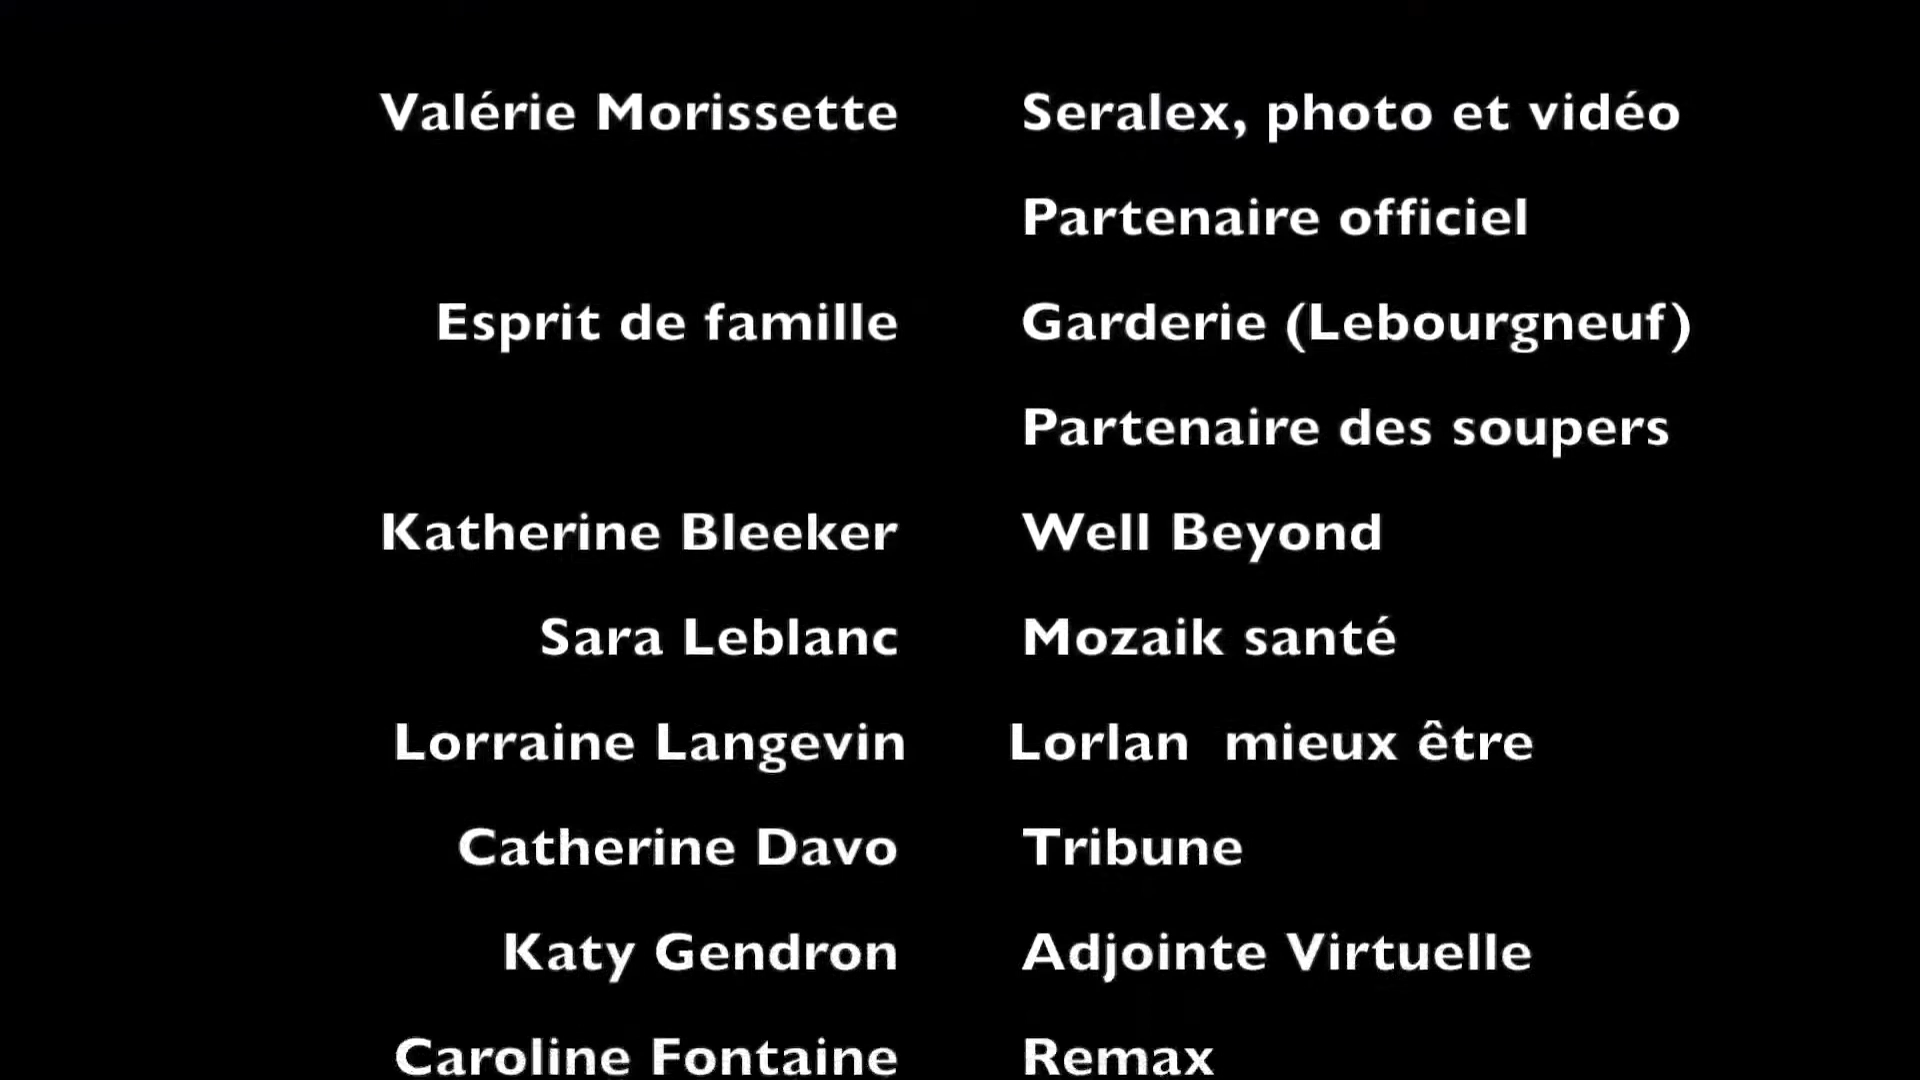 Valérie Morissette Seralex, photo et vidéo
Partenaire officiel
Esprit de famille Garderie (Lebourgneuf)
Partenaire des soupers
Katherine Bleeker Well Beyond
Sara Leblanc Mozaik santé
Lorraine Langevin Lorlan mieux être
Catherine Davo Tribune
Katy Gendron Adjointe Virtuelle
Caroline Fontaine Remax